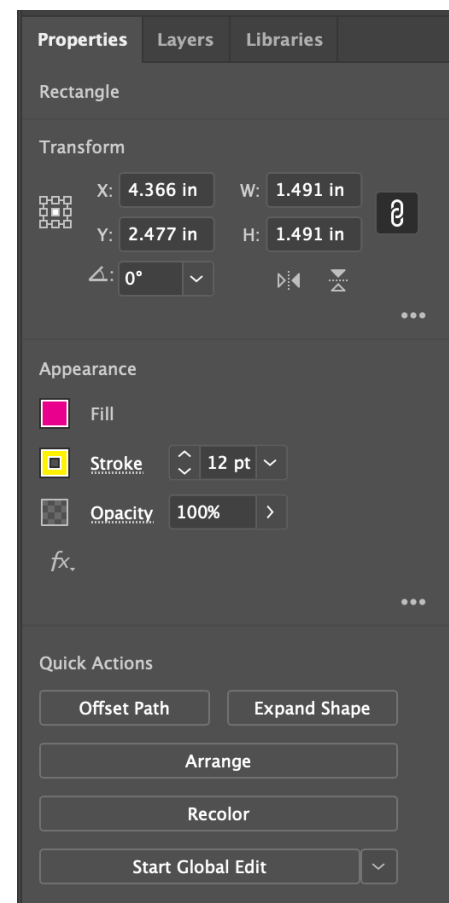 Properties Layers Libraries
Rectangle
Transform
X: 4.366 in W: 1.491 in
Y: 2.477 in H: 1.491 in
: 0°
Appearance
Fill
Stroke 12 pt
Opacity 100%
fx.
Quick Actions
Offset Path Expand Shape
Arrange
Recolor
Start Global Edit